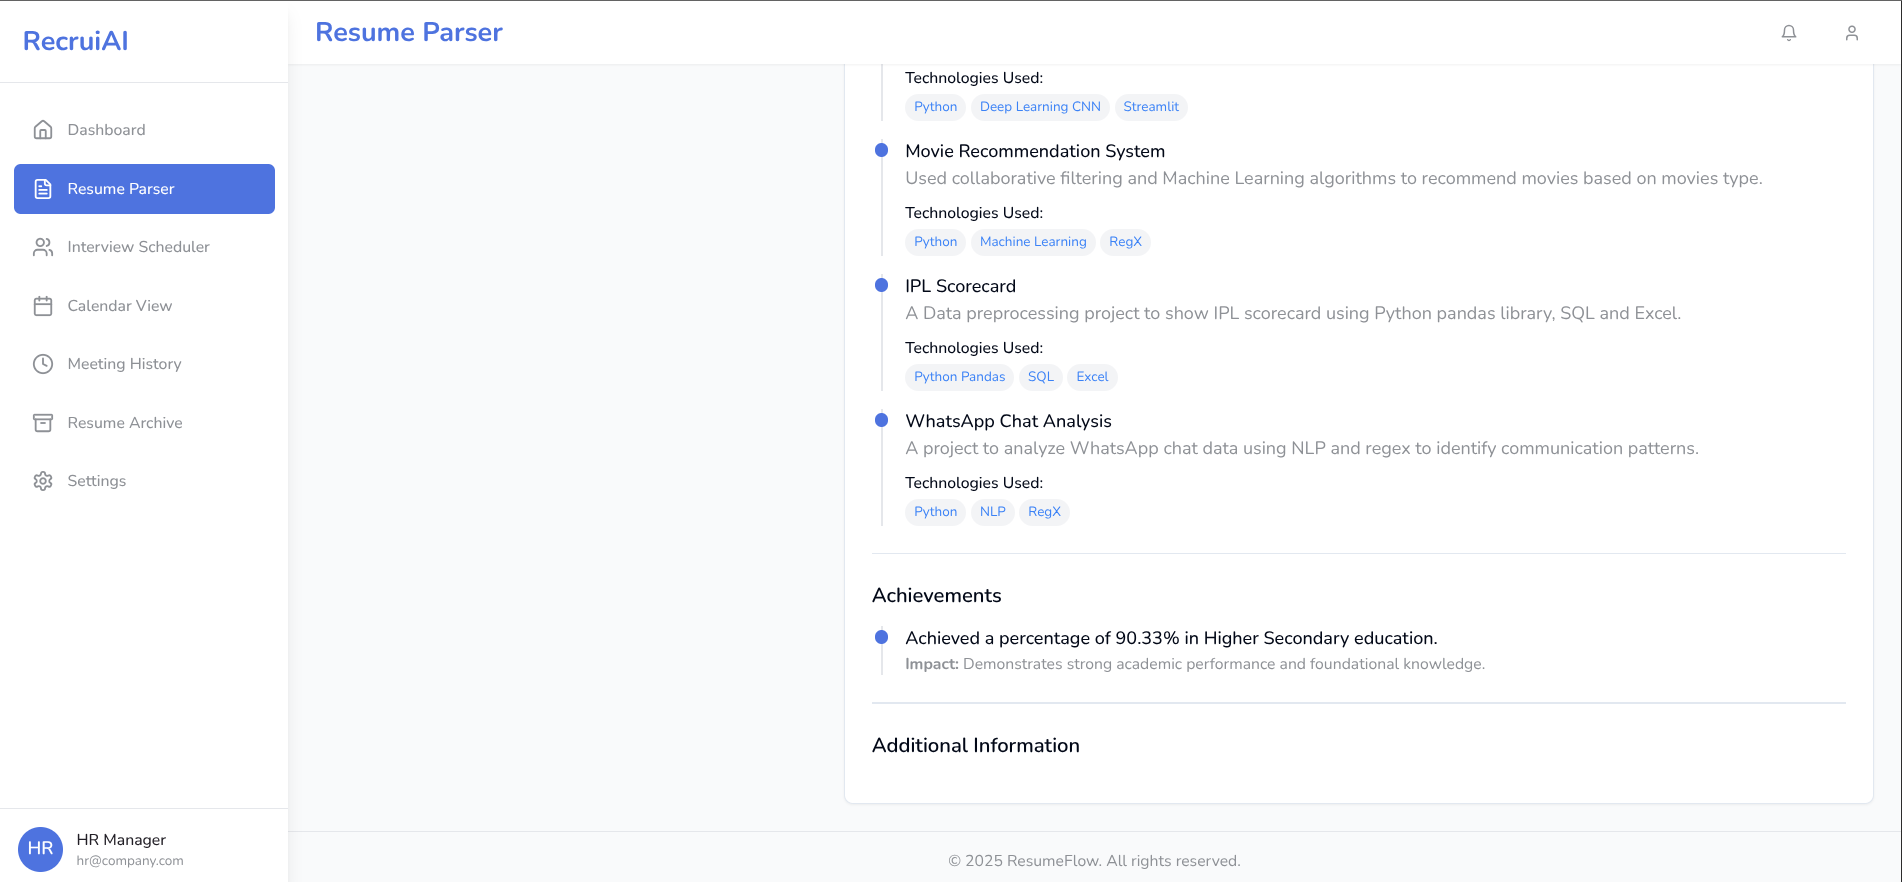 RecruiAI
Resume Parser
Dashboard
Resume Parser
Interview Scheduler
Calendar View
Meeting History
Resume Archive
Settings
HR
HR Manager
hr@company.com
Technologies Used:
Python Deep Learning CNN Streamlit
Movie Recommendation System
Used collaborative filtering and Machine Learning algorithms to recommend movies based on movies type.
Technologies Used:
Python Machine Learning RegX
IPL Scorecard
A Data preprocessing project to show IPL scorecard using Python pandas library, SQL and Excel.
Technologies Used:
Python Pandas SQL Excel
WhatsApp Chat Analysis
A project to analyze WhatsApp chat data using NLP and regex to identify communication patterns.
Technologies Used:
Python NLP RegX
Achievements
Achieved a percentage of 90.33% in Higher Secondary education.
Impact: Demonstrates strong academic performance and foundational knowledge.
Additional Information
© 2025 ResumeFlow. All rights reserved.